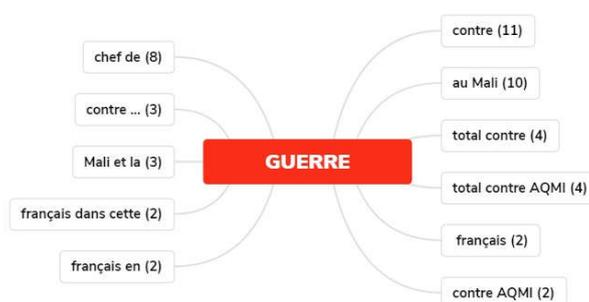 chef de (8)
contre ... (3)
Mali et la (3)
français dans cette (2)
français en (2)
GUERRE
contre (11)
au Mali (10)
total contre (4)
total contre AQMI (4)
français (2)
contre AQMI (2)